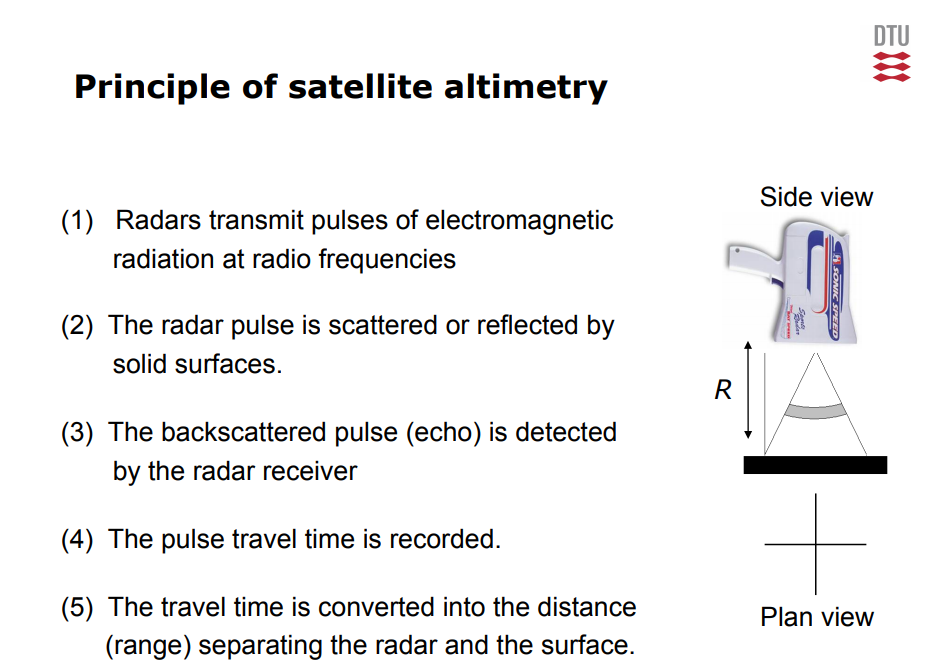 DTU
Principle of satellite altimetry
(1) Radars transmit pulses of electromagnetic
radiation at radio frequencies
(2) The radar pulse is scattered or reflected by
solid surfaces.
(3) The backscattered pulse (echo) is detected
by the radar receiver
(4) The pulse travel time is recorded.
(5) The travel time is converted into the distance
(range) separating the radar and the surface.
Side view
SONIC SPEED
R
Plan view